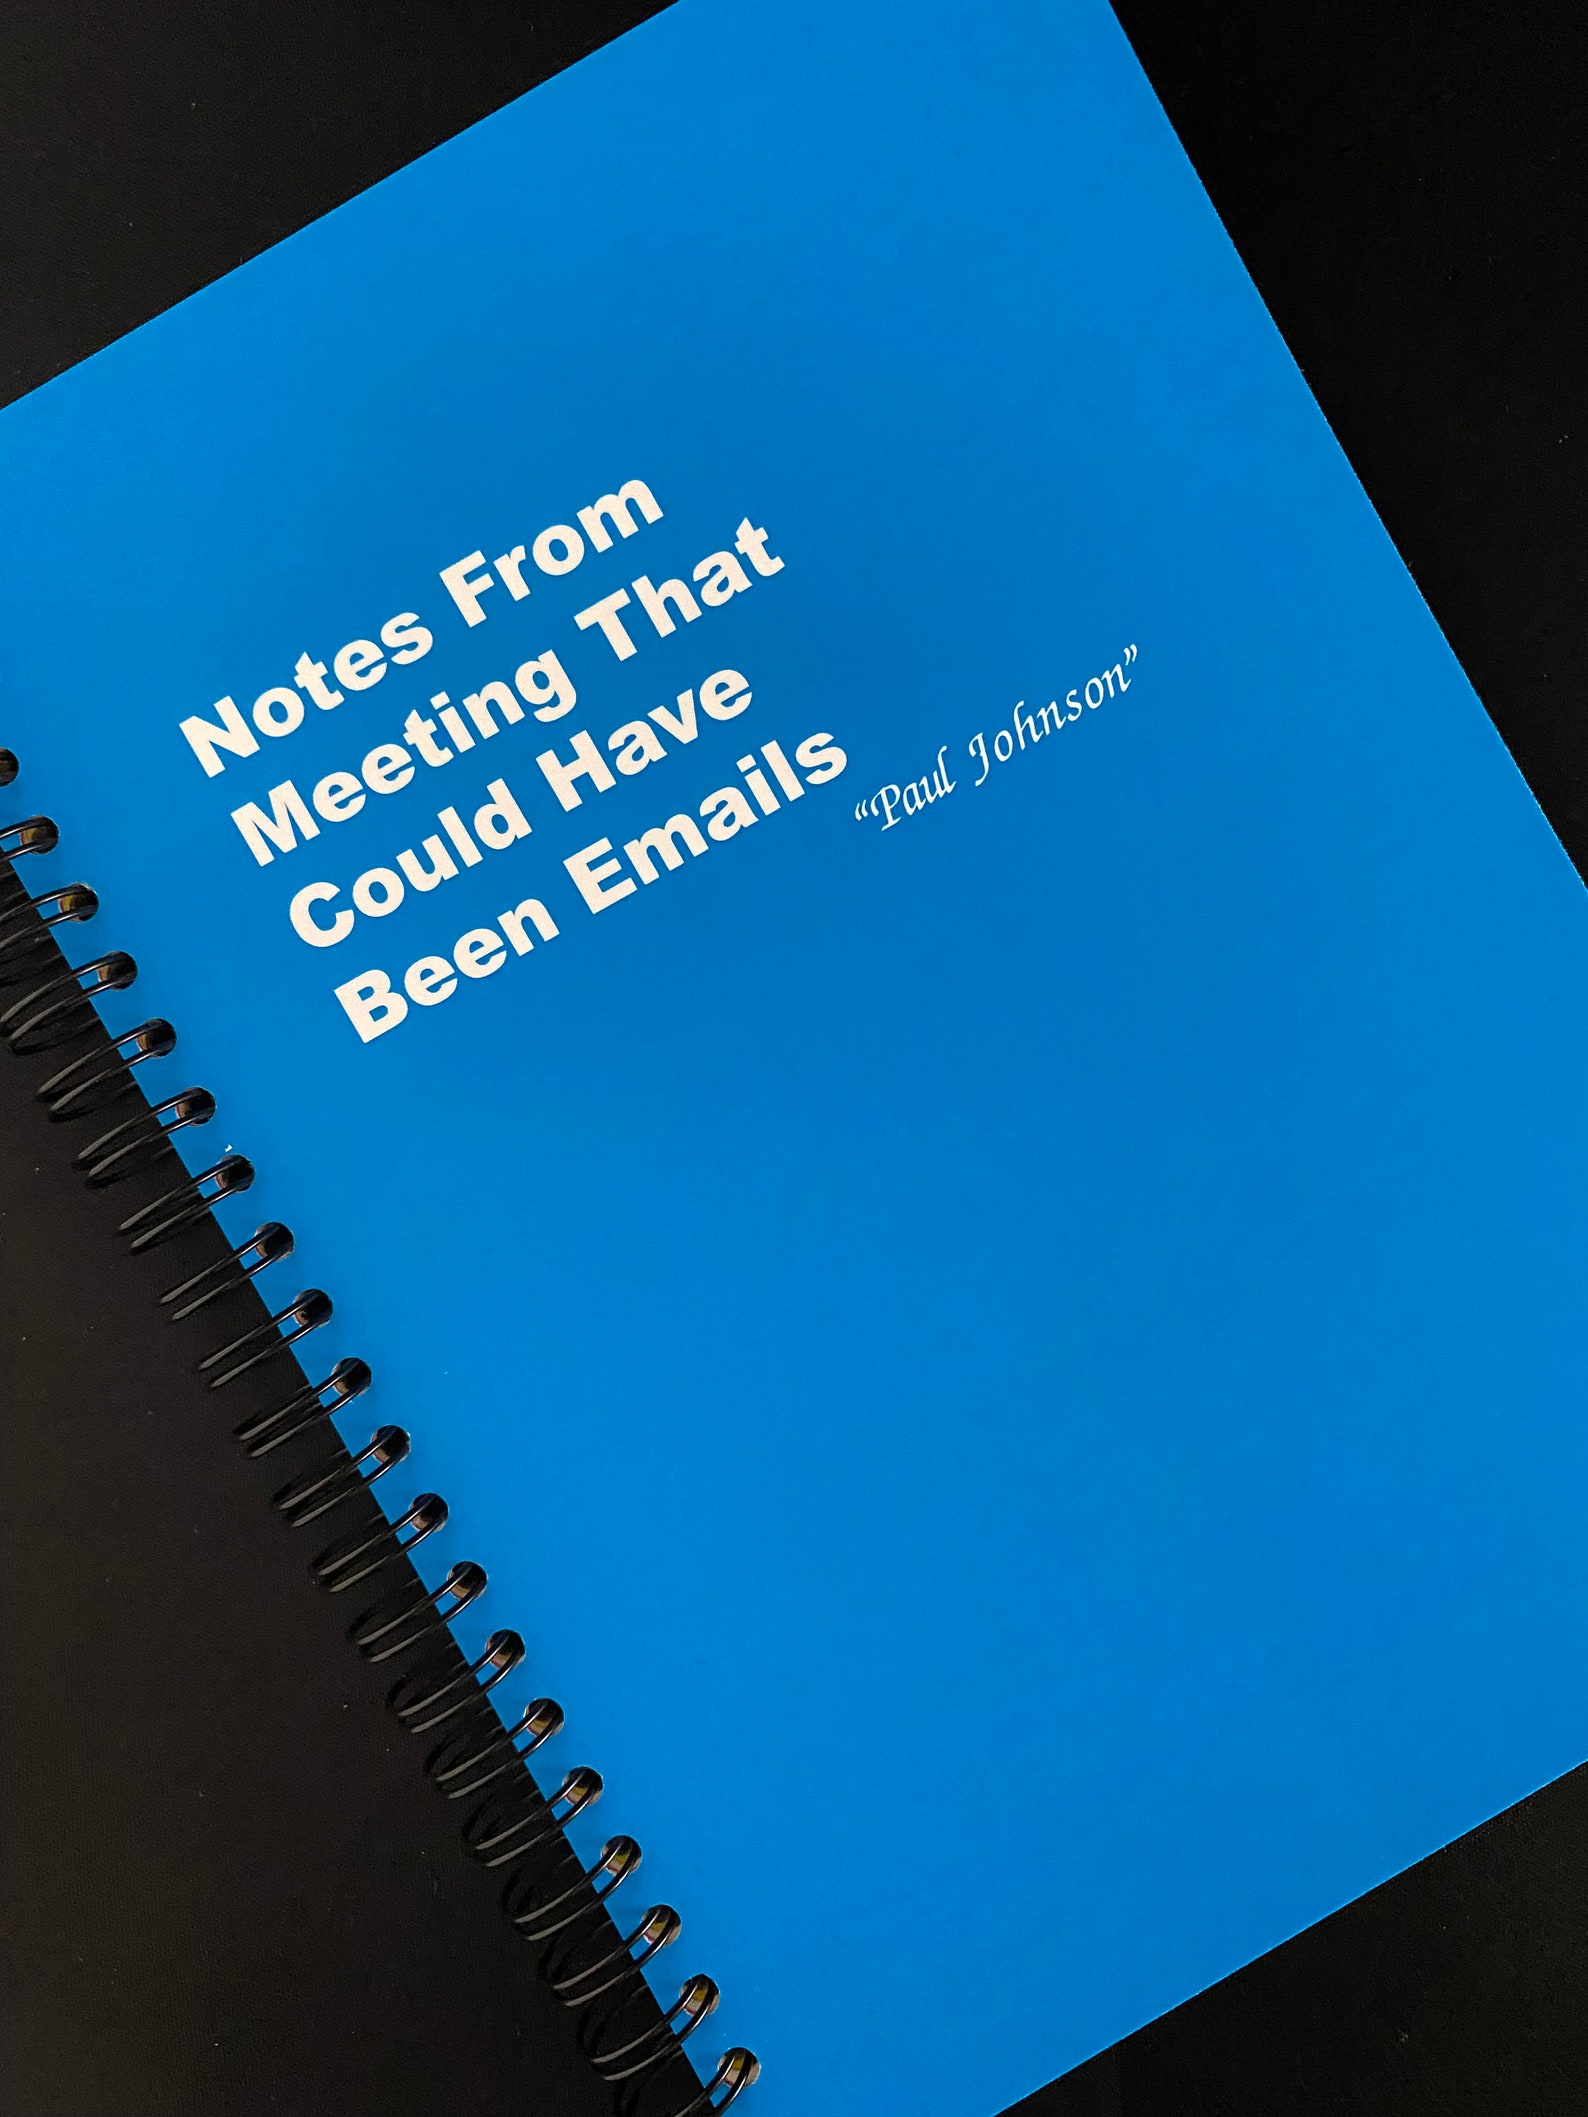 Notes From
Meeting That
Could Have
Been Emails
“Paul Johnson”